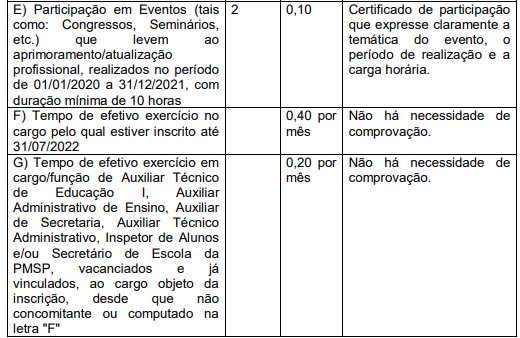 E) Participação em Eventos (tais
como: Congressos, Seminários,
etc.) que levem ao
aprimoramento/atualização
profissional, realizados no período
de 01/01/2020 a 31/12/2021, com
duração mínima de 10 horas
2
0,10
Certificado de participação
que expresse claramente a
temática do evento, o
período de realização e a
carga horária.
F) Tempo de efetivo exercício no
cargo pelo qual estiver inscrito até
31/07/2022
0,40 por
mês
Não há necessidade de
comprovação.
G) Tempo de efetivo exercício em
cargo/função de Auxiliar Técnico
de Educação I, Auxiliar
Administrativo de Ensino, Auxiliar
de Secretaria, Auxiliar Técnico
Administrativo, Inspetor de Alunos
e/ou Secretário de Escola da
PMSP, vacanciados e já
vinculados, ao cargo objeto da
inscrição, desde que não
concomitante ou computado na
letra "F"
0,20 por
mês
Não há necessidade de
comprovação.